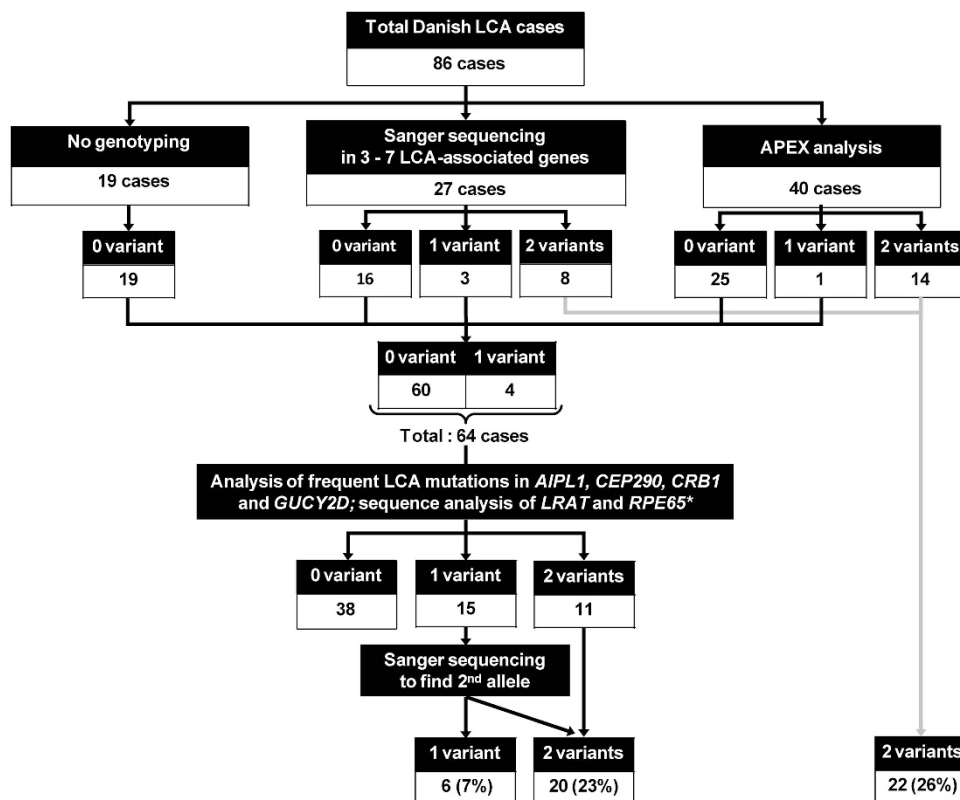 Total Danish LCA cases
86 cases
No genotyping
19 cases
Sanger sequencing
in 3 - 7 LCA-associated genes
27 cases
APEX analysis
40 cases
0 variant
19
0 variant 1 variant 2 variants
16 3 8
0 variant 1 variant 2 variants
25 1 14
0 variant 1 variant
60 4
Total : 64 cases
Analysis of frequent LCA mutations in AIPL1, CEP290, CRB1
and GUCY2D; sequence analysis of LRAT and RPE65*
0 variant 1 variant 2 variants
38 15 11
Sanger sequencing
to find 2nd allele
1 variant 2 variants 2 variants
6 (7%) 20 (23%) 22 (26%)